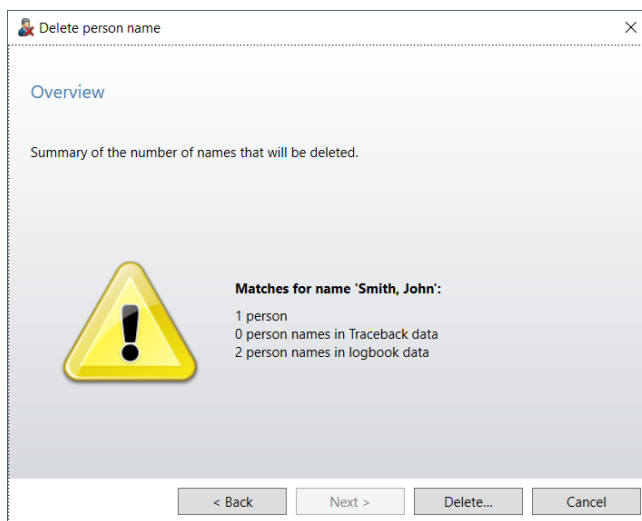 Delete person name
Overview
Summary of the number of names that will be deleted.
Matches for name 'Smith, John':
1 person
0 person names in Traceback data
2 person names in logbook data
< Back
Next >
Delete...
Cancel